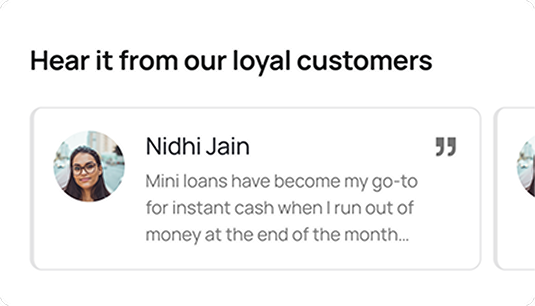 Hear it from our loyal customers
Nidhi Jain
Mini loans have become my go-to
for instant cash when I run out of
money at the end of the month...